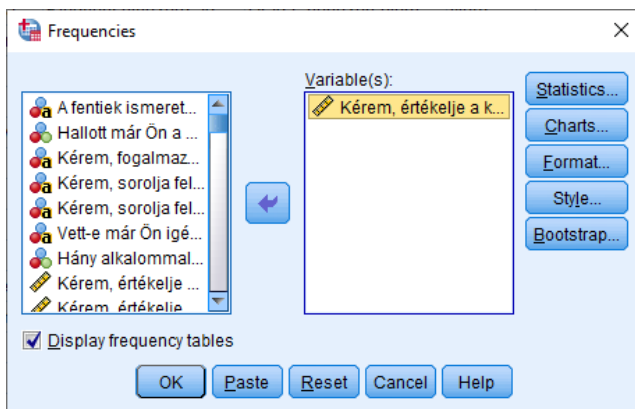 Frequencies
Variable(s):
A fentiek ismeret...
Hallott már Ön a ...
Kérem, fogalmaz...
Kérem, sorolja fel...
Kérem, sorolja fel...
Vett-e már Ön igé...
Hány alkalommal...
Kérem, értékelje ...
Kérem, értékelje
Kérem, értékelje a k...
Statistics...
Charts...
Format...
Style...
Bootstrap...
Display frequency tables
OK
Paste
Reset
Cancel
Help